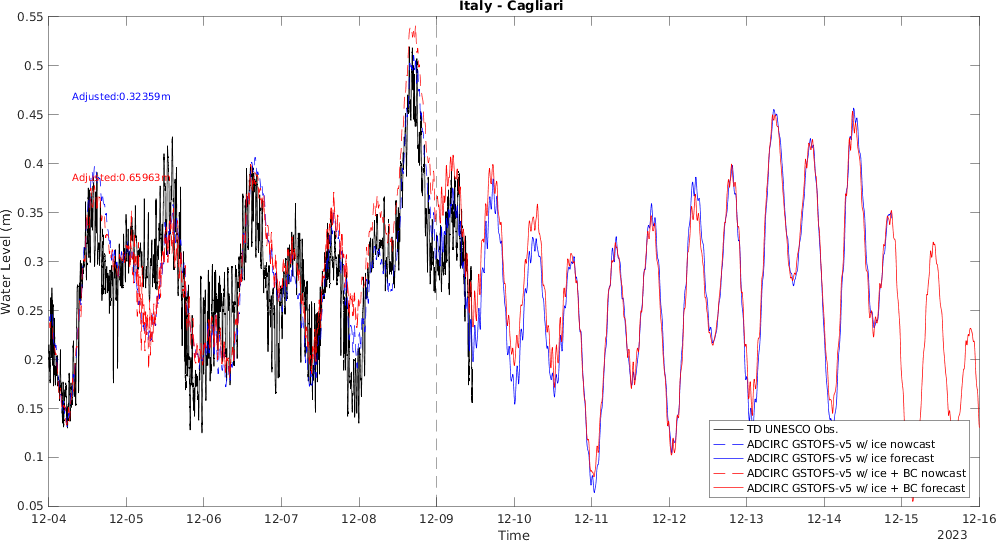 Italy - Cagliari
0.55
0.5
0.45
0.4
0.35
0.3
0.25
0.2
0.15
0.1
0.05
Water Level (m)
Adjusted:0.32359m
Adjusted:0.65963m
TD UNESCO Obs.
ADCIRC GSTOFS-v5 w/ ice nowcast
ADCIRC GSTOFS-v5 w/ ice forecast
ADCIRC GSTOFS-v5 w/ ice + BC nowcast
ADCIRC GSTOFS-v5 w/ ice + BC forecast
12-04 12-05 12-06 12-07 12-08 12-09 12-10 12-11 12-12 12-13 12-14 12-15 12-16
Time
2023